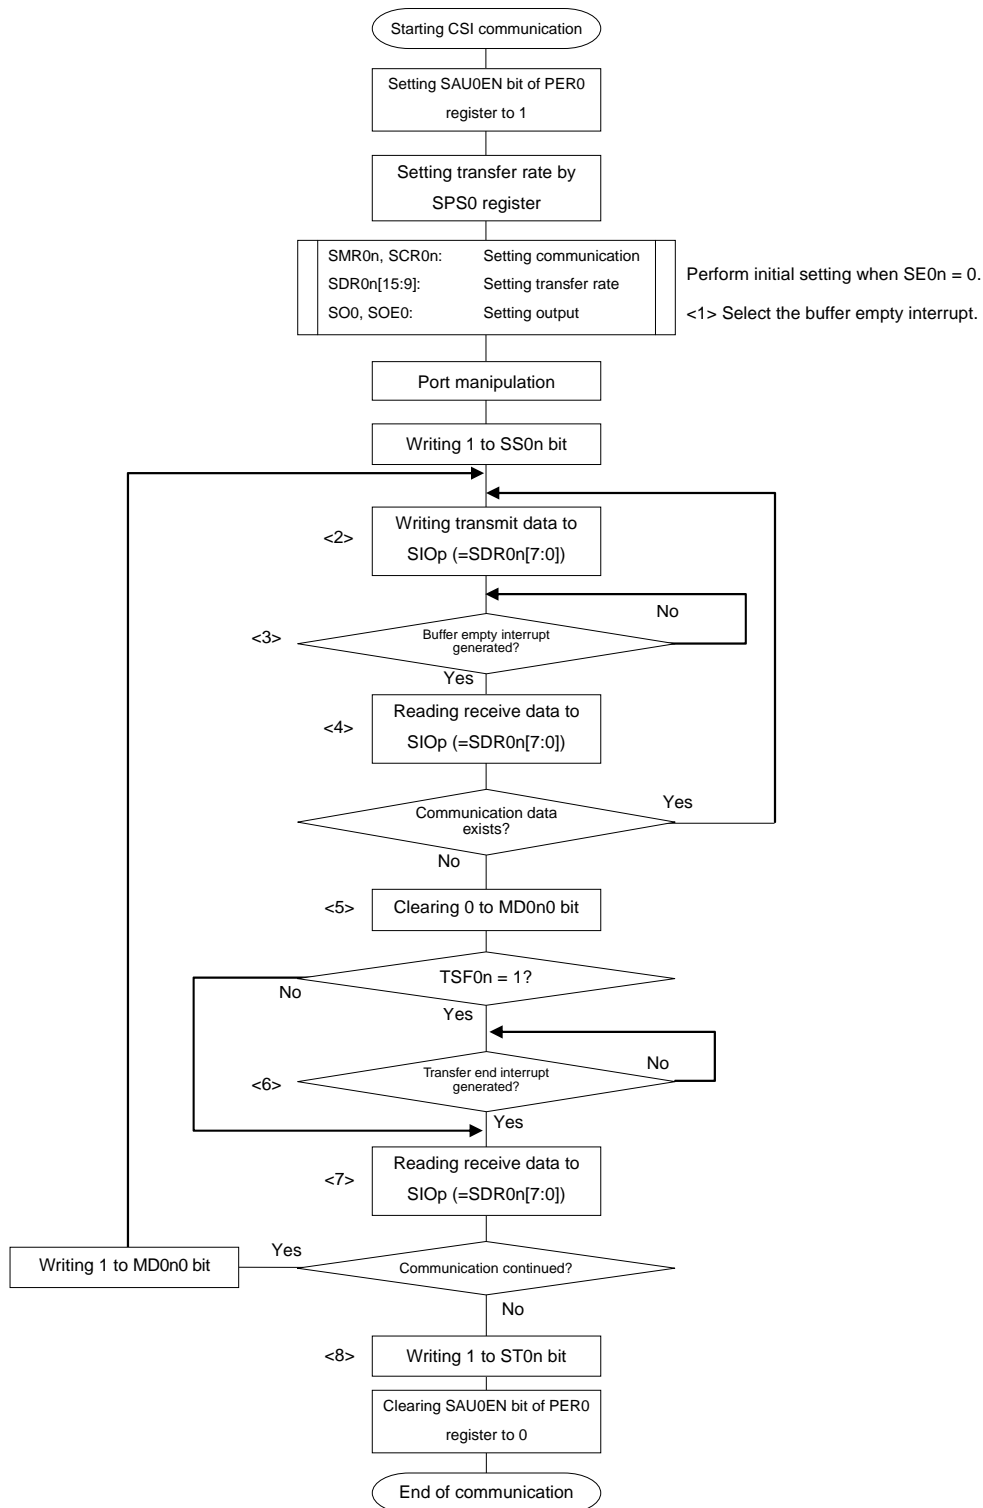 Starting CSI communication
Setting SAU0EN bit of PER0
register to 1
Setting transfer rate by
SPS0 register
SMR0n, SCR0n: Setting communication
SDR0n[15:9]: Setting transfer rate
SO0, SOE0: Setting output
Perform initial setting when SE0n = 0.
<1> Select the buffer empty interrupt.
Port manipulation
Writing 1 to SS0n bit
<2>
Writing transmit data to
SIOp (=SDR0n[7:0])
No
<3>
Buffer empty interrupt
generated?
Yes
<4>
Reading receive data to
SIOp (=SDR0n[7:0])
Communication data
exists?
Yes
No
<5>
Clearing 0 to MD0n0 bit
TSF0n = 1?
No
Yes
No
<6>
Transfer end interrupt
generated?
Yes
<7>
Reading receive data to
SIOp (=SDR0n[7:0])
Writing 1 to MD0n0 bit
Yes
Communication continued?
No
<8>
Writing 1 to ST0n bit
Clearing SAU0EN bit of PER0
register to 0
End of communication